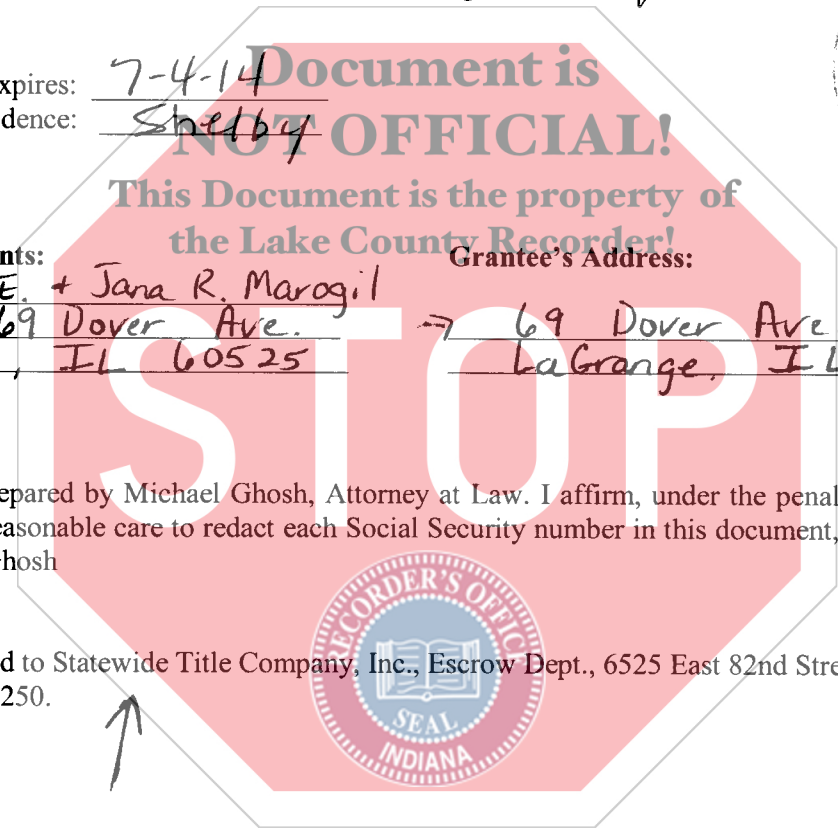 xpires: 7-4-14
dence: Shelby
Document is
NOT OFFICIAL!
This Document is the property of
the Lake County Recorder!
nts:
E. + Jana R. Marogil
69 Dover Ave.
, IL 60525
Grantee's Address:
→ 69 Dover Ave
LaGrange, IL
STOP
epared by Michael Ghosh, Attorney at Law. I affirm, under the penal
easonable care to redact each Social Security number in this document,
hosh
RECORDER'S OFFICE
SEAL
INDIANA
d to Statewide Title Company, Inc., Escrow Dept., 6525 East 82nd Stre
250.